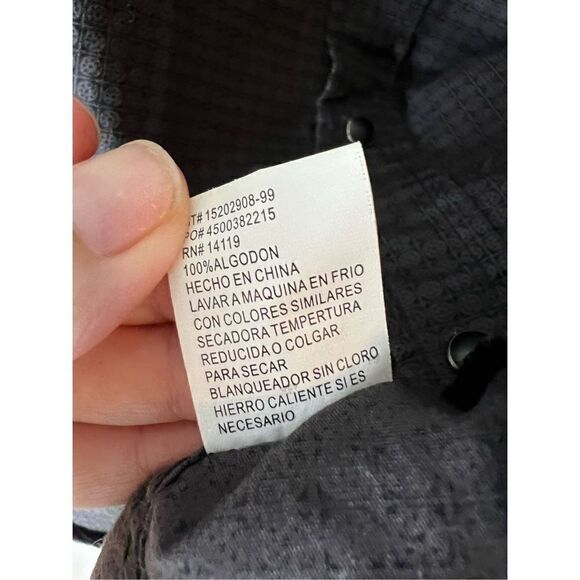 ST# 15202908-99
PO# 4500382215
RN# 14119
100%ALGODON
HECHO EN CHINA
LAVAR A MAQUINA EN FRIO
CON COLORES SIMILARES
SECADORA TEMPERTURA
REDUCIDA O COLGAR
PARA SECAR
BLANQUEADOR SIN CLORO
HIERRO CALIENTE SI ES
NECESARIO